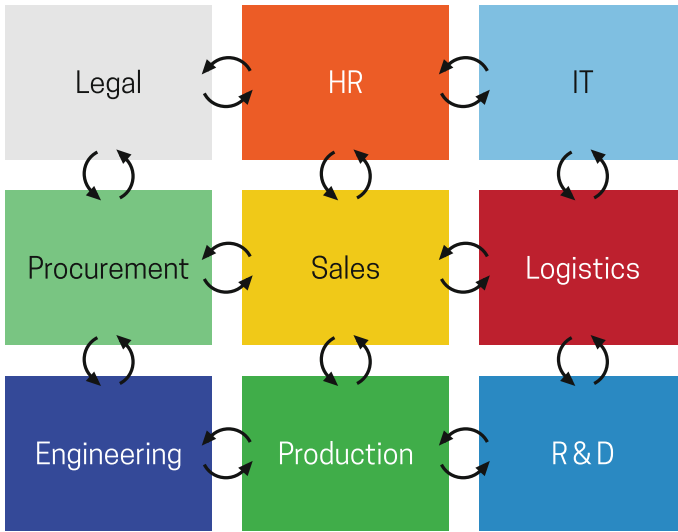 Legal
HR
IT
Procurement
Sales
Logistics
Engineering
Production
R & D